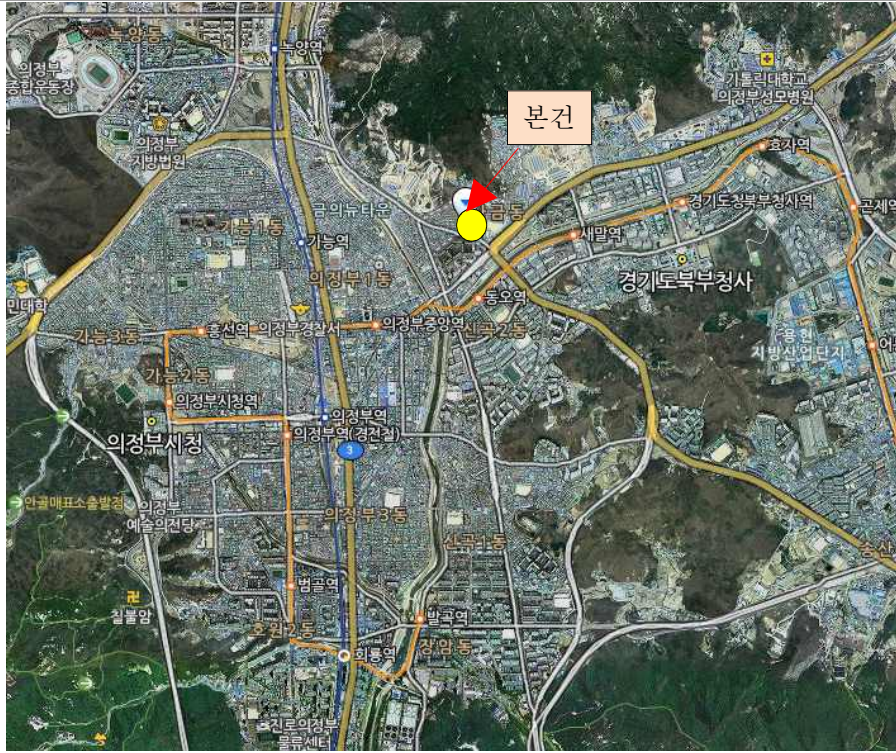 녹양동
녹양역
의정부
종합운동장
가톨릭대학교
의정부성모병원
본건
의정부
지방법원
효자역
금의뉴타운
금동
경기도청북부청사역
곤제역
가능1동
가능역
새말역
의정부1동
경기도북부청사
동오역
민대학
가능3동
흥선역
의정부경찰서
의정부중앙역
신곡2동
용현
지방산업단지
어
가능2동
의정부시청역
의정부역
의정부역(경전철)
의정부시청
3
안골매표소출발점
의정부
예술의전당
의정부3동
신곡1동
송산
범골역
칠불암
발곡역
호원2동
회룡역
장암동
진로의정부
물류센터